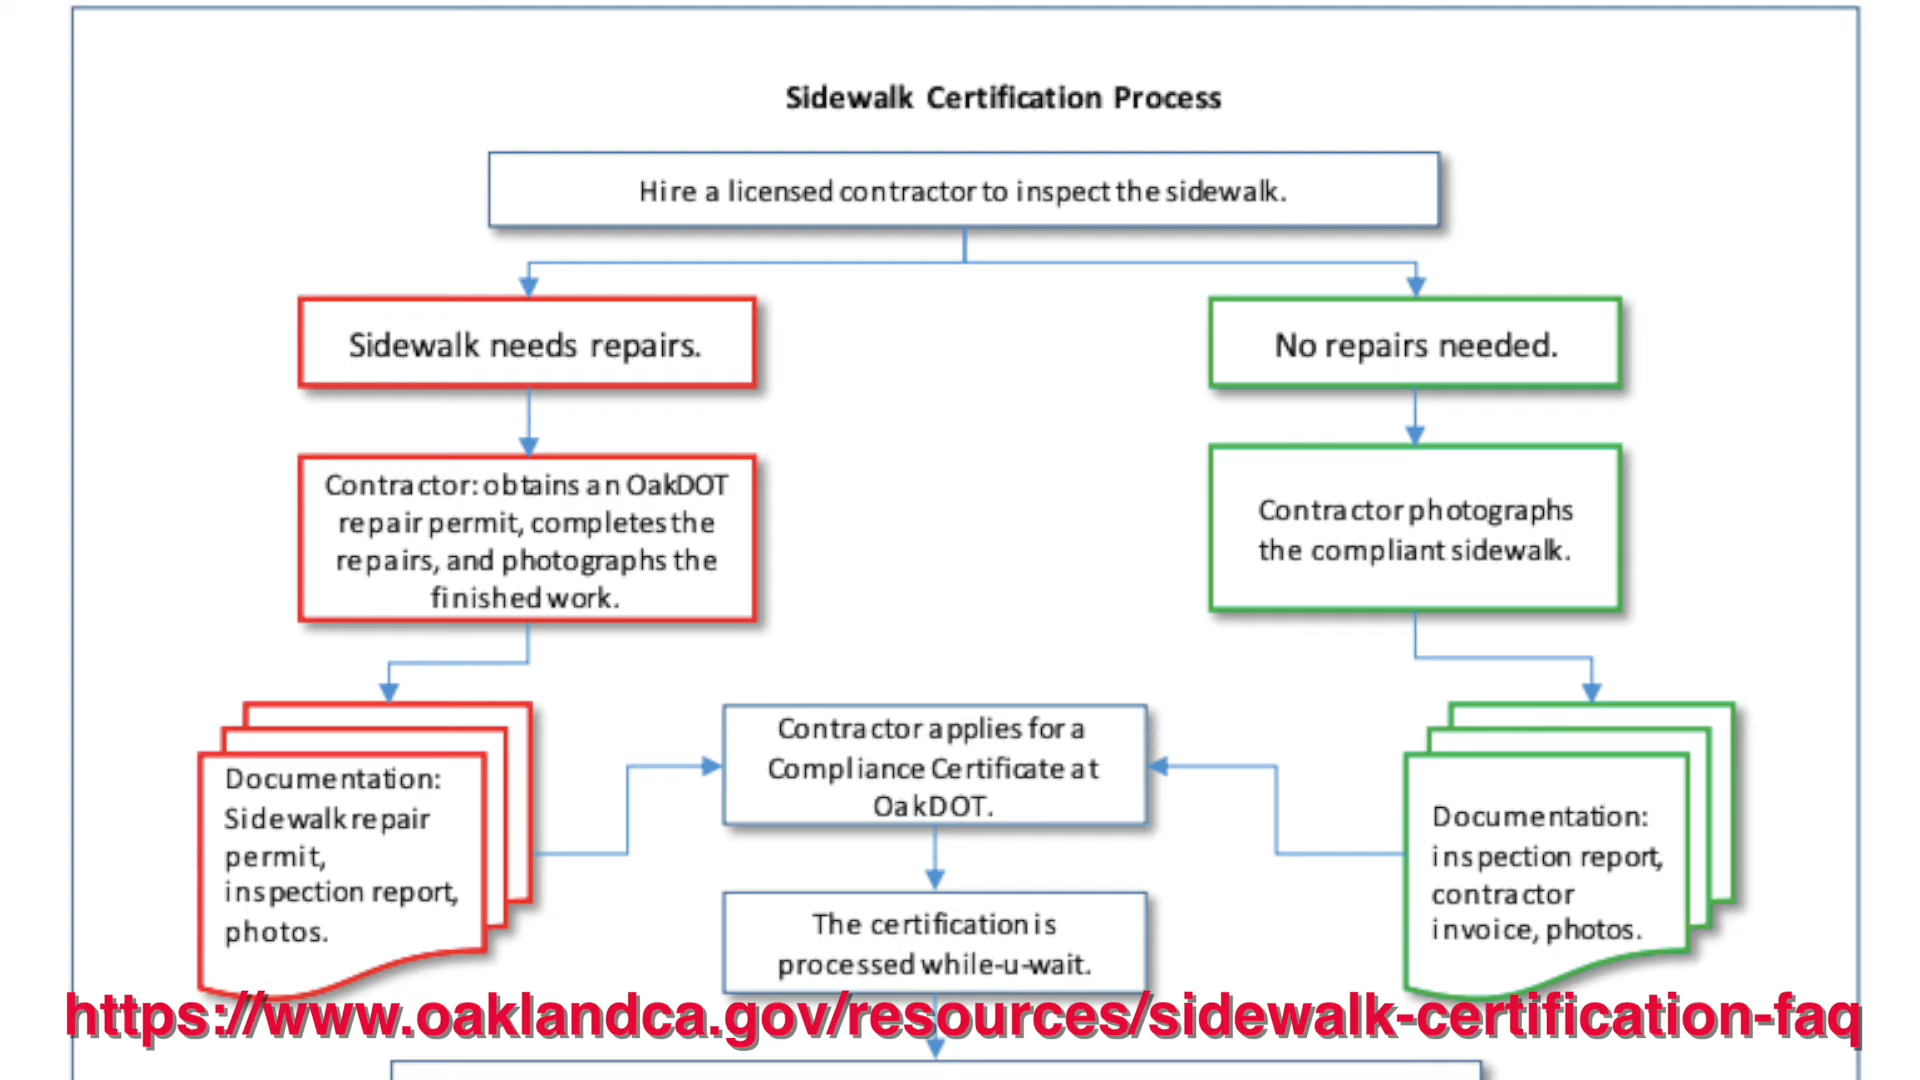 Sidewalk Certification Process
Hire a licensed contractor to inspect the sidewalk.
Sidewalk needs repairs.
No repairs needed.
Contractor: obtains an OakDOT
repair permit, completes the
repairs, and photographs the
finished work.
Contractor photographs
the compliant sidewalk.
Documentation:
Sidewalk repair
permit,
inspection report,
photos.
Contractor applies for a
Compliance Certificate at
OakDOT.
Documentation:
inspection report,
contractor
invoice, photos.
The certification is
processed while-u-wait.
https://www.oaklandca.gov/resources/sidewalk-certification-faq